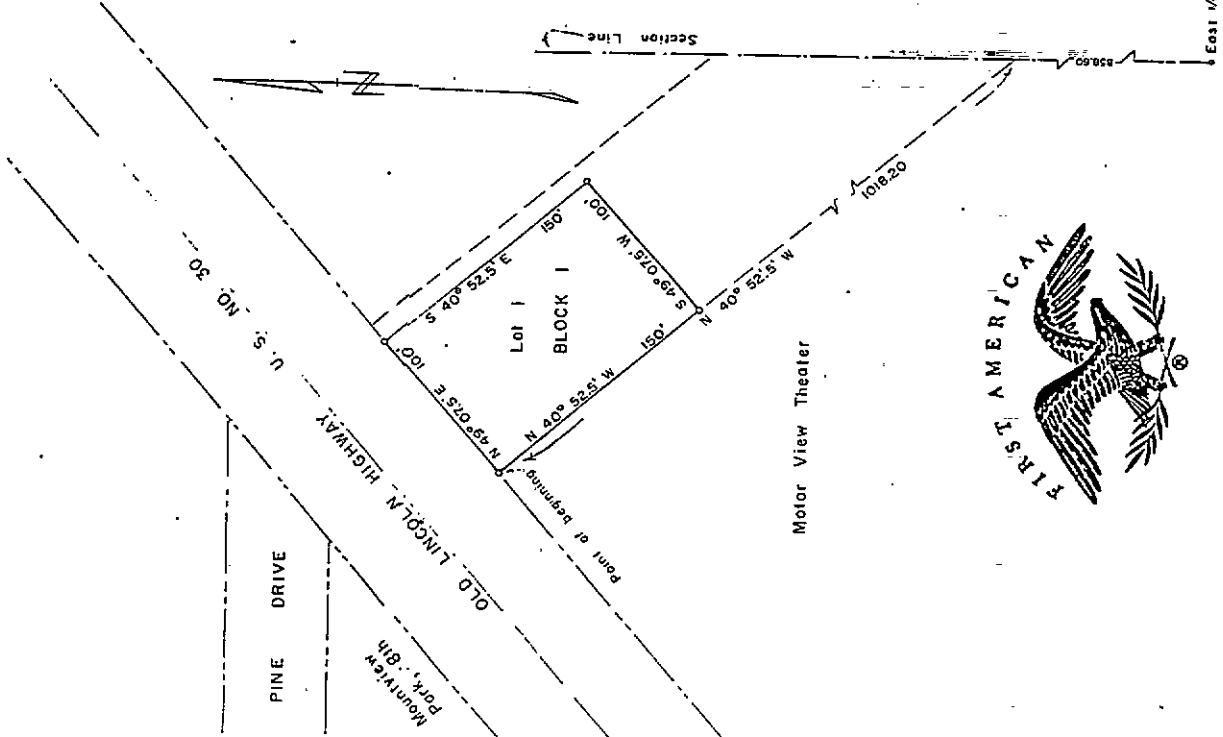 Section Line
858.60
East 1/
U. S. NO. 30
OLD LINCOLN HIGHWAY
PINE DRIVE
Mountview
Park, 8th
S 40° 52.5' E
150'
100'
N 49° 07.5' E
100'
S 49° 07.5' W
Lot 1
BLOCK 1
N 40° 52.5' W
150'
Point of beginning
N 40° 52.5' W
1018.20
Motor View Theater
N
FIRST AMERICAN
®